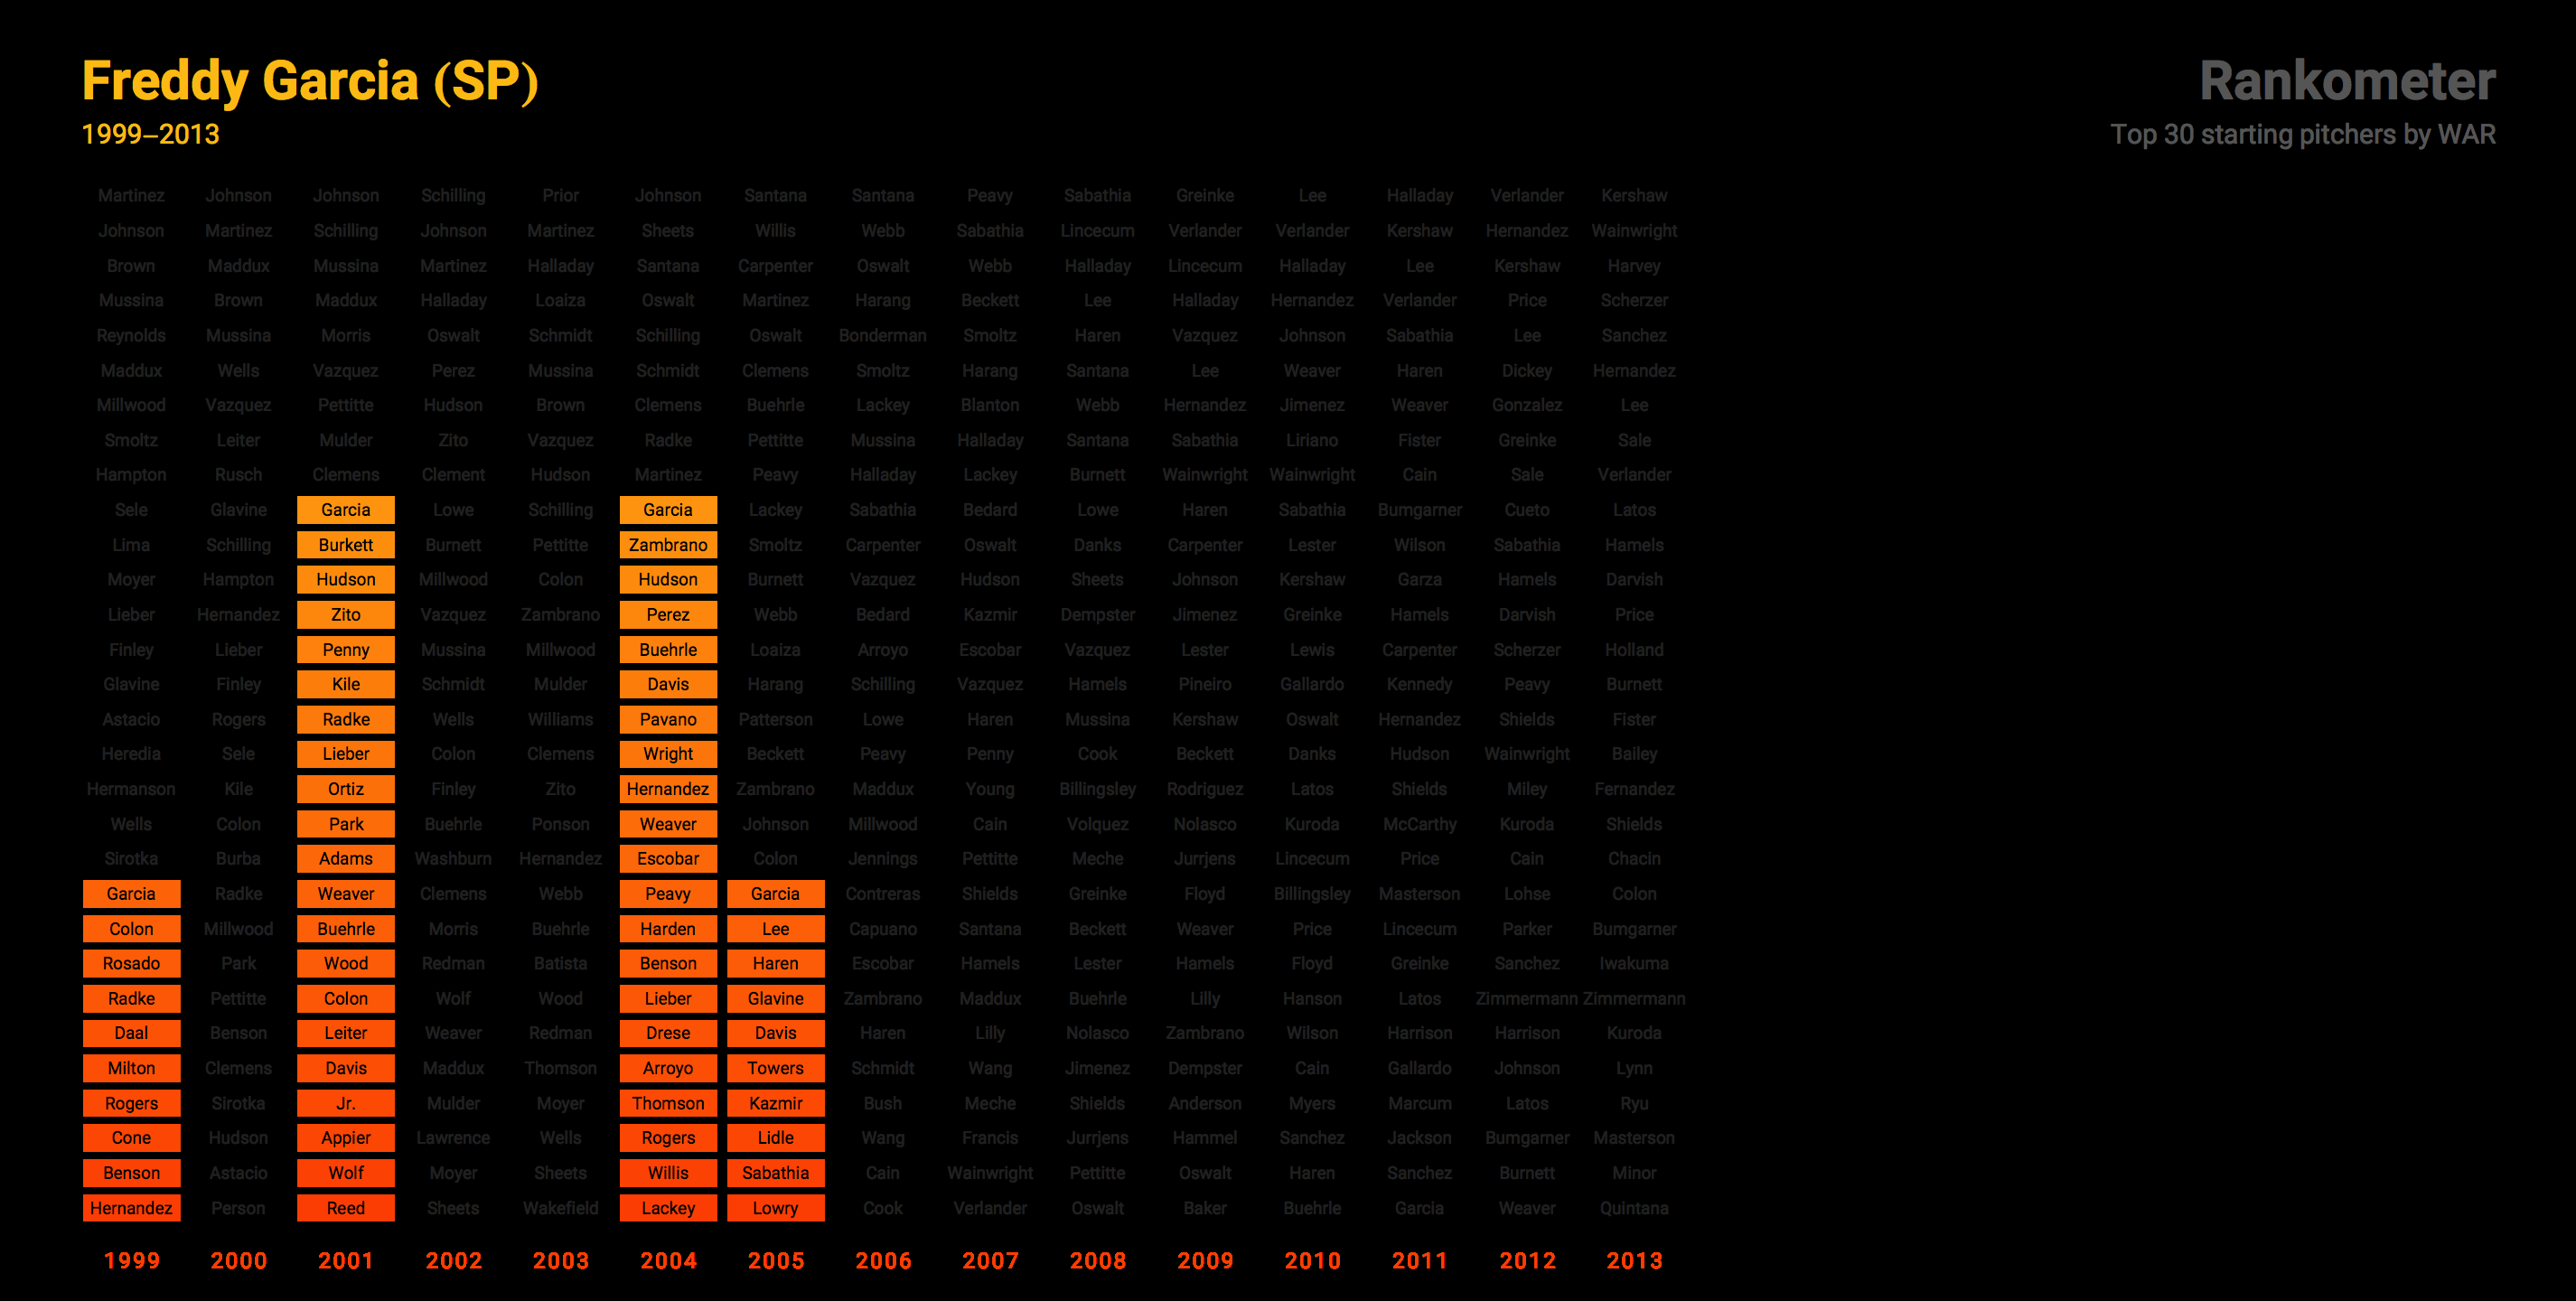 Freddy Garcia (SP)
Rankometer
1999–2013
Top 30 starting pitchers by WAR
Martinez Johnson Johnson Schilling Prior Johnson Santana Santana Peavy Sabathia Greinke Lee Halladay Verlander Kershaw
Johnson Martinez Schilling Johnson Martinez Sheets Willis Webb Sabathia Lincecum Verlander Verlander Kershaw Hernandez Wainwright
Brown Maddux Mussina Martinez Halladay Santana Carpenter Oswalt Webb Halladay Lincecum Halladay Lee Kershaw Harvey
Mussina Brown Maddux Halladay Loaiza Oswalt Martinez Harang Beckett Lee Halladay Hernandez Verlander Price Scherzer
Reynolds Mussina Morris Oswalt Schmidt Schilling Oswalt Bonderman Smoltz Haren Vazquez Johnson Sabathia Lee Sanchez
Maddux Wells Vazquez Perez Mussina Schmidt Clemens Smoltz Harang Santana Lee Weaver Haren Dickey Hernandez
Millwood Vazquez Pettitte Hudson Brown Clemens Buehrle Lackey Blanton Webb Hernandez Jimenez Weaver Gonzalez Lee
Smoltz Leiter Mulder Zito Vazquez Radke Pettitte Mussina Halladay Santana Sabathia Liriano Fister Greinke Sale
Hampton Rusch Clemens Clement Hudson Martinez Peavy Halladay Lackey Burnett Wainwright Wainwright Cain Sale Verlander
Sele Glavine Garcia Lowe Schilling Garcia Lackey Sabathia Bedard Lowe Haren Sabathia Bumgarner Cueto Latos
Lima Schilling Burkett Burnett Pettitte Zambrano Smoltz Carpenter Oswalt Danks Carpenter Lester Wilson Sabathia Hamels
Moyer Hampton Hudson Millwood Colon Hudson Burnett Vazquez Hudson Sheets Johnson Kershaw Garza Hamels Darvish
Lieber Hernandez Zito Vazquez Zambrano Perez Webb Bedard Kazmir Dempster Jimenez Greinke Hamels Darvish Price
Finley Lieber Penny Mussina Millwood Buehrle Loaiza Arroyo Escobar Vazquez Lester Lewis Carpenter Scherzer Holland
Glavine Finley Kile Schmidt Mulder Davis Harang Schilling Vazquez Hamels Pineiro Gallardo Kennedy Peavy Burnett
Astacio Rogers Radke Wells Williams Pavano Patterson Lowe Haren Mussina Kershaw Oswalt Hernandez Shields Fister
Heredia Sele Lieber Colon Clemens Wright Beckett Peavy Penny Cook Beckett Danks Hudson Wainwright Bailey
Hermanson Kile Ortiz Finley Zito Hernandez Zambrano Maddux Young Billingsley Rodriguez Latos Shields Miley Fernandez
Wells Colon Park Buehrle Ponson Weaver Johnson Millwood Cain Volquez Nolasco Kuroda McCarthy Kuroda Shields
Sirotka Burba Adams Washburn Hernandez Escobar Colon Jennings Pettitte Meche Jurrjens Lincecum Price Cain Chacin
Garcia Radke Weaver Clemens Webb Peavy Garcia Contreras Shields Greinke Floyd Billingsley Masterson Lohse Colon
Colon Millwood Buehrle Morris Buehrle Harden Lee Capuano Santana Beckett Weaver Price Lincecum Parker Bumgarner
Rosado Park Wood Redman Batista Benson Haren Escobar Hamels Lester Hamels Floyd Greinke Sanchez Iwakuma
Radke Pettitte Colon Wolf Wood Lieber Glavine Zambrano Maddux Buehrle Lilly Hanson Latos Zimmermann Zimmermann
Daal Benson Leiter Weaver Redman Drese Davis Haren Lilly Nolasco Zambrano Wilson Harrison Harrison Kuroda
Milton Clemens Davis Maddux Thomson Arroyo Towers Schmidt Wang Jimenez Dempster Cain Gallardo Johnson Lynn
Rogers Sirotka Jr. Mulder Moyer Thomson Kazmir Bush Meche Shields Anderson Myers Marcum Latos Ryu
Cone Hudson Appier Lawrence Wells Rogers Lidle Wang Francis Jurrjens Hammel Sanchez Jackson Bumgarner Masterson
Benson Astacio Wolf Moyer Sheets Willis Sabathia Cain Wainwright Pettitte Oswalt Haren Sanchez Burnett Minor
Hernandez Person Reed Sheets Wakefield Lackey Lowry Cook Verlander Oswalt Baker Buehrle Garcia Weaver Quintana
1999 2000 2001 2002 2003 2004 2005 2006 2007 2008 2009 2010 2011 2012 2013